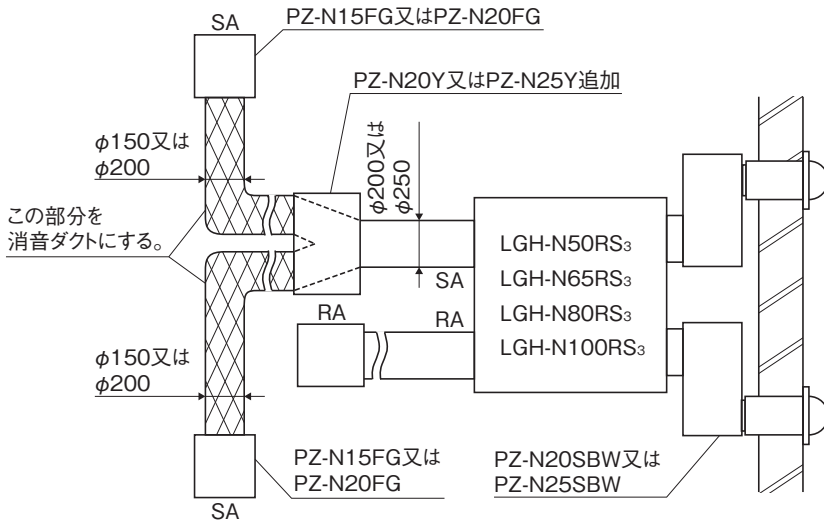 SA
PZ-N15FG又はPZ-N20FG
PZ-N20Y又はPZ-N25Y追加
φ150又は
φ200
φ200又は
φ250
この部分を
消音ダクトにする。
LGH-N50RS₃
LGH-N65RS₃
LGH-N80RS₃
LGH-N100RS₃
SA
RA
RA
φ150又は
φ200
PZ-N15FG又は
PZ-N20FG
PZ-N20SBW又は
PZ-N25SBW
SA